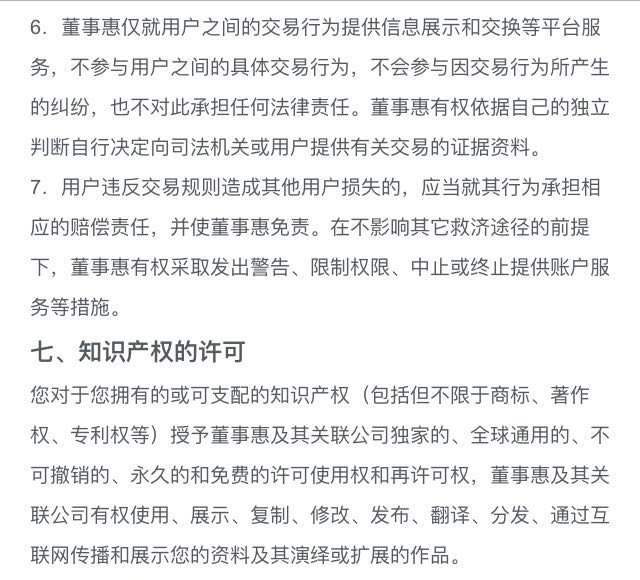 6．董事惠仅就用户之间的交易行为提供信息展示和交换等平台服
务，不参与用户之间的具体交易行为，不会参与因交易行为所产生
的纠纷，也不对此承担任何法律责任。董事惠有权依据自己的独立
判断自行决定向司法机关或用户提供有关交易的证据资料。
7．用户违反交易规则造成其他用户损失的，应当就其行为承担相
应的赔偿责任，并使董事惠免责。在不影响其它救济途径的前提
下，董事惠有权采取发出警告、限制权限、中止或终止提供账户服
务等措施。
七、知识产权的许可
您对于您拥有的或可支配的知识产权（包括但不限于商标、著作
权、专利权等）授予董事惠及其关联公司独家的、全球通用的、不
可撤销的、永久的和免费的许可使用权和再许可权，董事惠及其关
联公司有权使用、展示、复制、修改、发布、翻译、分发、通过互
联网传播和展示您的资料及其演绎或扩展的作品。